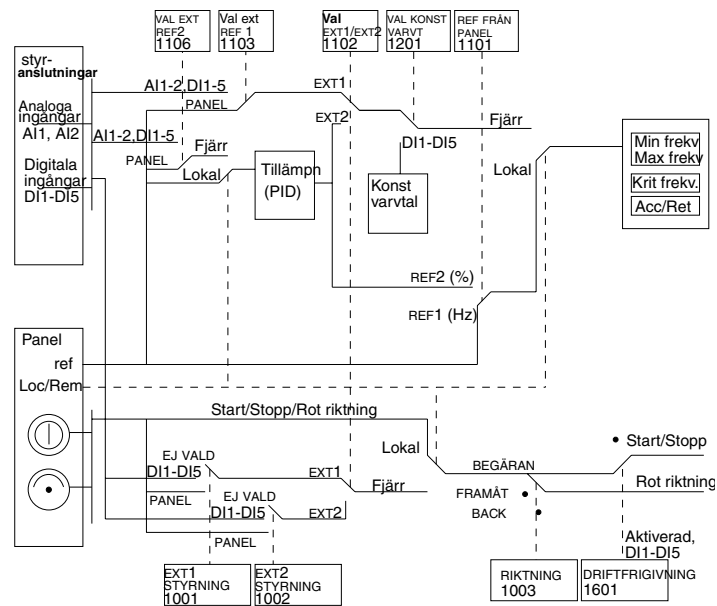 VAL EXT
REF2
1106
Val ext
REF 1
1103
Val
EXT1/EXT2
1102
VAL KONST
VARVT
1201
REF FRÅN
PANEL
1101
styr-
anslutningar
Analoga
ingångar
AI1, AI2
Digitala
ingångar
DI1-DI5
AI1-2,DI1-5
PANEL
EXT1
AI1-2,DI1-5
EXT2
Fjärr
PANEL
Fjärr
DI1-DI5
Lokal
Lokal
Tillämpn
(PID)
Konst
varvtal
Min frekv
Max frekv
Krit frekv.
Acc/Ret
REF2 (%)
REF1 (Hz)
Panel
ref
Loc/Rem
Start/Stopp/Rot riktning
Lokal
Start/Stopp
EJ VALD
DI1-DI5
EXT1
BEGÄRAN
Fjärr
Rot riktning
PANEL
EJ VALD
DI1-DI5
EXT2
FRAMÅT
BACK
PANEL
Aktiverad,
DI1-DI5
EXT1
STYRNING
1001
EXT2
STYRNING
1002
RIKTNING
1003
DRIFTFRIGIVNING
1601